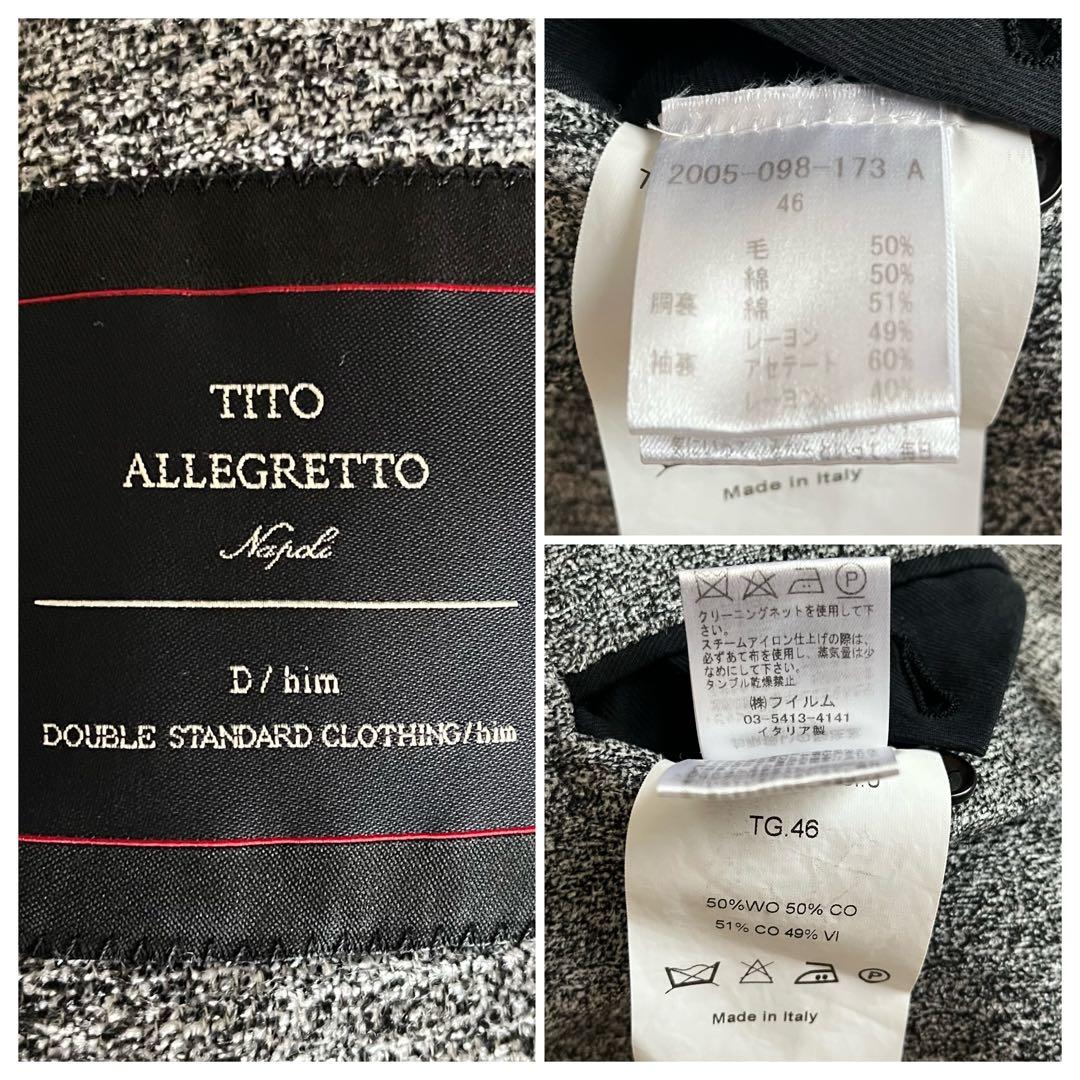 TITO
ALLEGRETTO
Napoli
D/him
DOUBLE STANDARD CLOTHING/him
2005-098-173 A
46
毛 50%
綿 50%
胴裏 綿 51%
レーヨン 49%
袖裏 アセテート 60%
レーヨン 40%
Made in Italy
P
クリーニングネットを使用して下
さい。
スチームアイロン仕上げの際は、
必ずあて布を使用し、蒸気量は少
なめにして下さい。
タンブル乾燥禁止
㈱フイルム
03-5413-4141
イタリア製
TG.46
50%WO 50% CO
51% CO 49% VI
P
Made in Italy